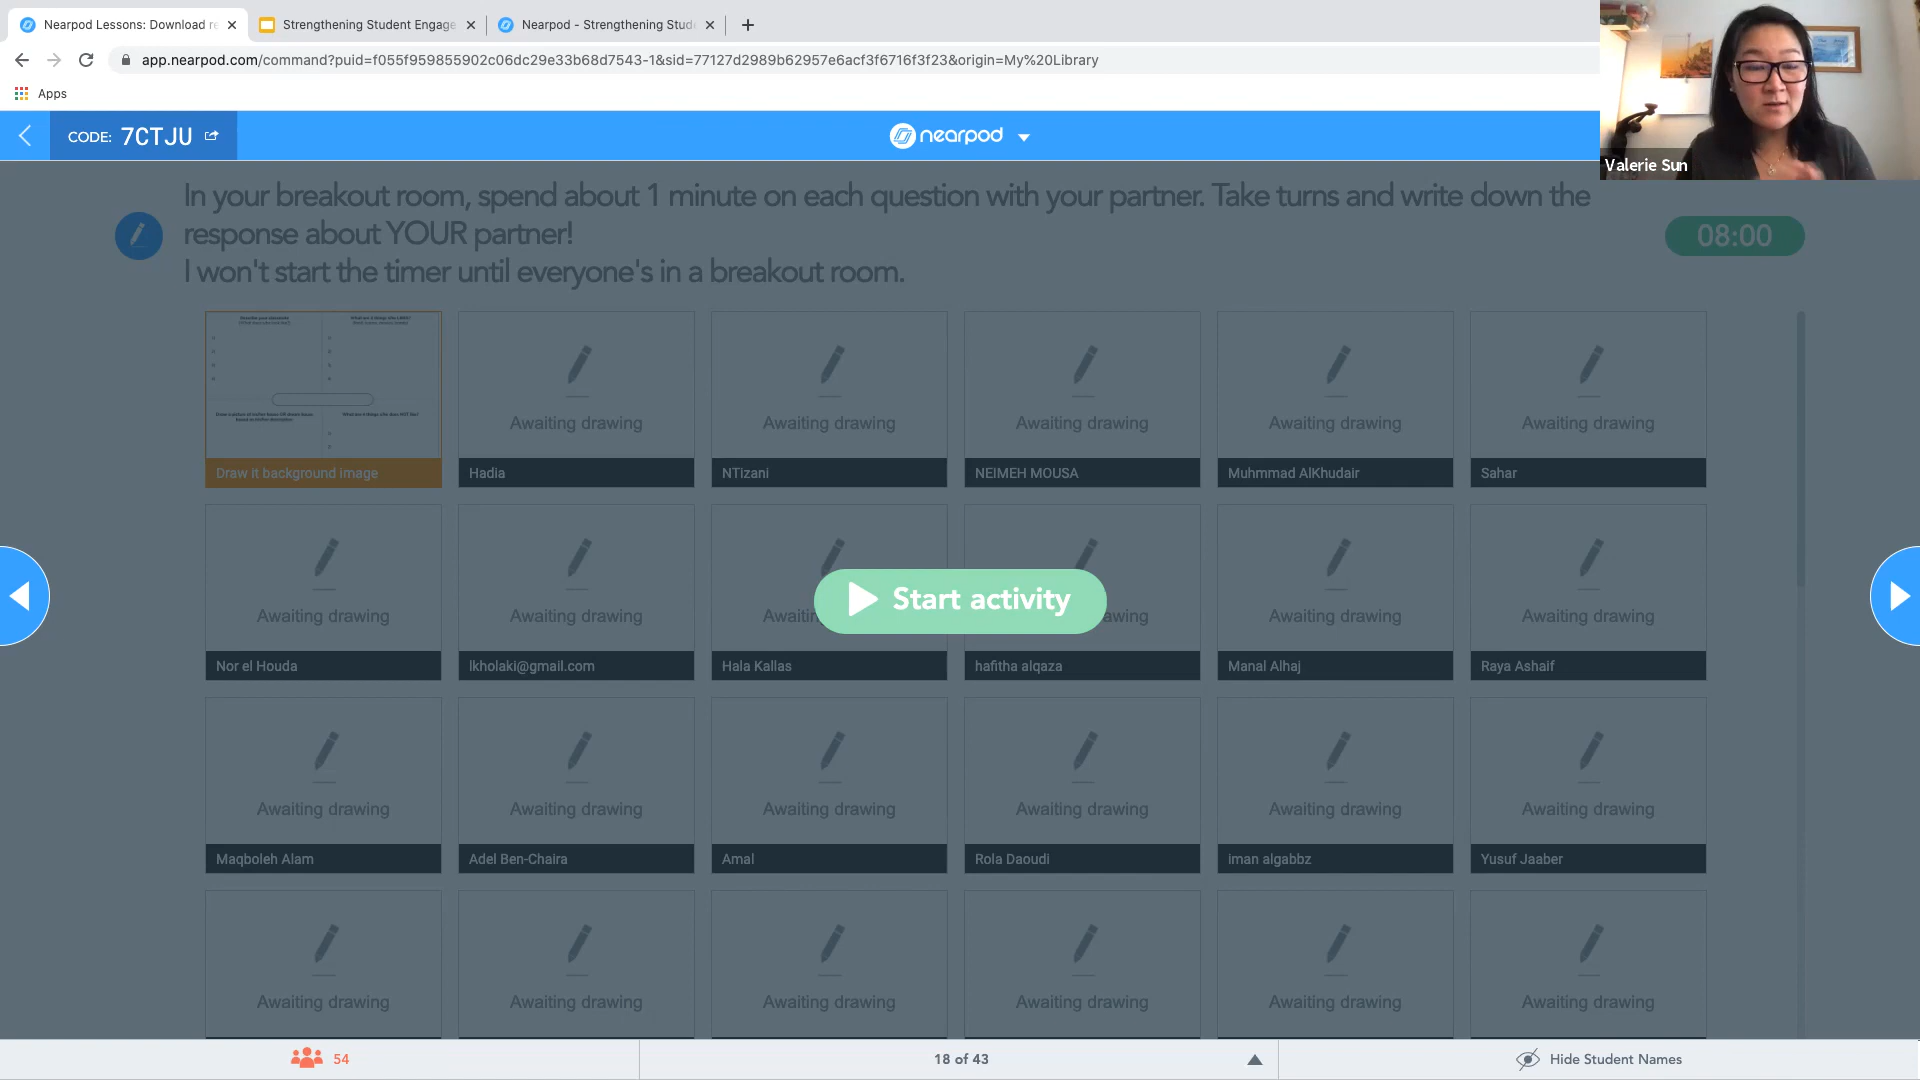 Nearpod Lessons: Download re
Strengthening Student Engage
Nearpod - Strengthening Stude
app.nearpod.com/command?puid=f055f959855902c06dc29e33b68d7543-1&sid=77127d2989b62957e6acf3f6716f3f23&origin=My%20Library
Apps
CODE: 7CTJU
nearpod
Valerie Sun
In your breakout room, spend about 1 minute on each question with your partner. Take turns and write down the
response about YOUR partner!
I won't start the timer until everyone's in a breakout room.
08:00
Awaiting drawing
Awaiting drawing
Awaiting drawing
Awaiting drawing
Awaiting drawing
Draw It background image
Hadia
NTizani
NEIMEH MOUSA
Muhmmad AlKhudair
Sahar
Awaiting drawing
Awaiting drawing
Awaitin
awing
Awaiting drawing
Awaiting drawing
Start activity
Nor el Houda
lkholaki@gmail.com
Hala Kallas
hafitha alqaza
Manal Alhaj
Raya Ashaif
Awaiting drawing
Awaiting drawing
Awaiting drawing
Awaiting drawing
Awaiting drawing
Awaiting drawing
Maqboleh Alam
Adel Ben-Chaira
Amal
Rola Daoudi
iman algabbz
Yusuf Jaaber
Awaiting drawing
Awaiting drawing
Awaiting drawing
Awaiting drawing
Awaiting drawing
Awaiting drawing
54
18 of 43
Hide Student Names